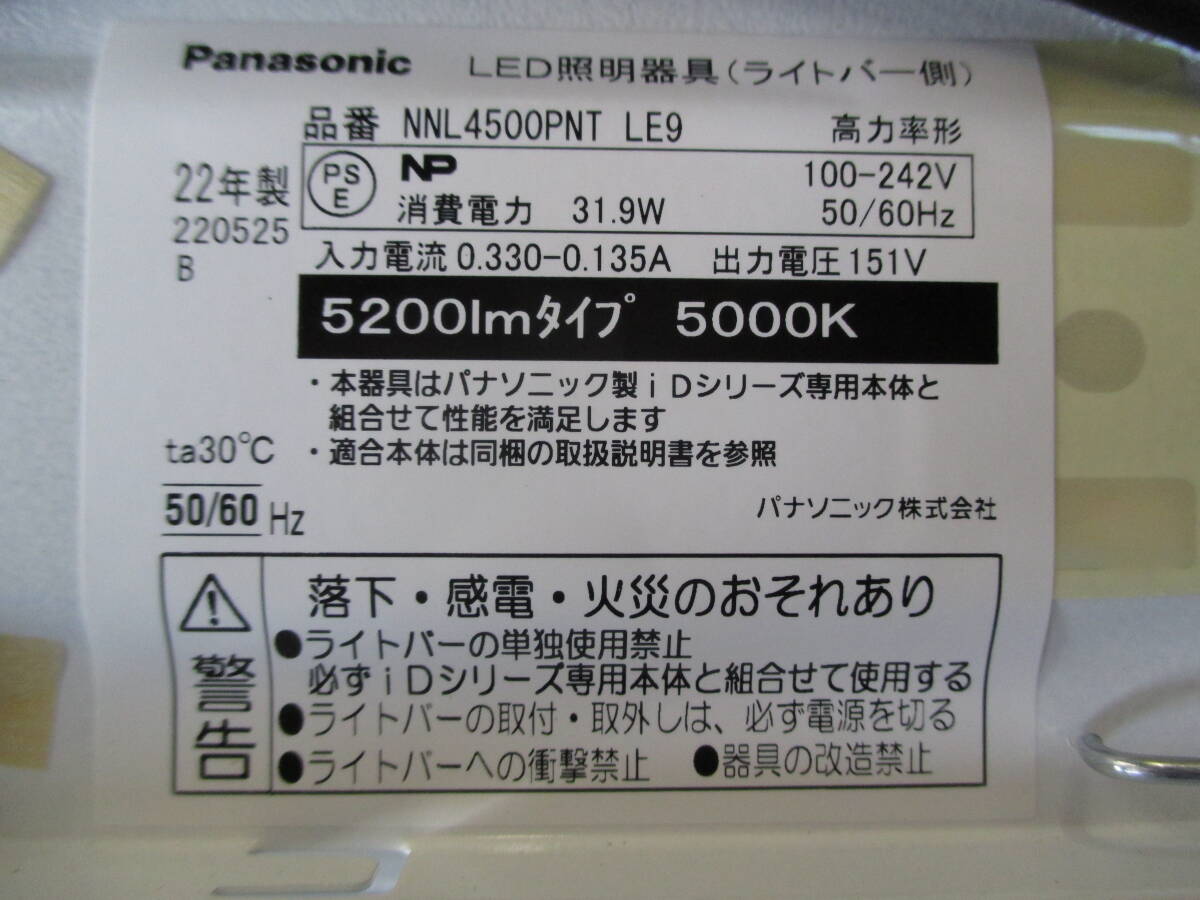 Panasonic LED照明器具(ライトバー側)
品番 NNL4500PNT LE9 高力率形
22年製
220525
B
PS
E
NP 100-242V
消費電力 31.9W 50/60Hz
入力電流 0.330-0.135A 出力電圧 151V
5200lmタイプ 5000K
・本器具はパナソニック製iDシリーズ専用本体と
組合せて性能を満足します
・適合本体は同梱の取扱説明書を参照
ta30℃
50/60 Hz
パナソニック株式会社
警告
落下・感電・火災のおそれあり
●ライトバーの単独使用禁止
必ずiDシリーズ専用本体と組合せて使用する
●ライトバーの取付・取外しは、必ず電源を切る
●ライトバーへの衝撃禁止 ●器具の改造禁止